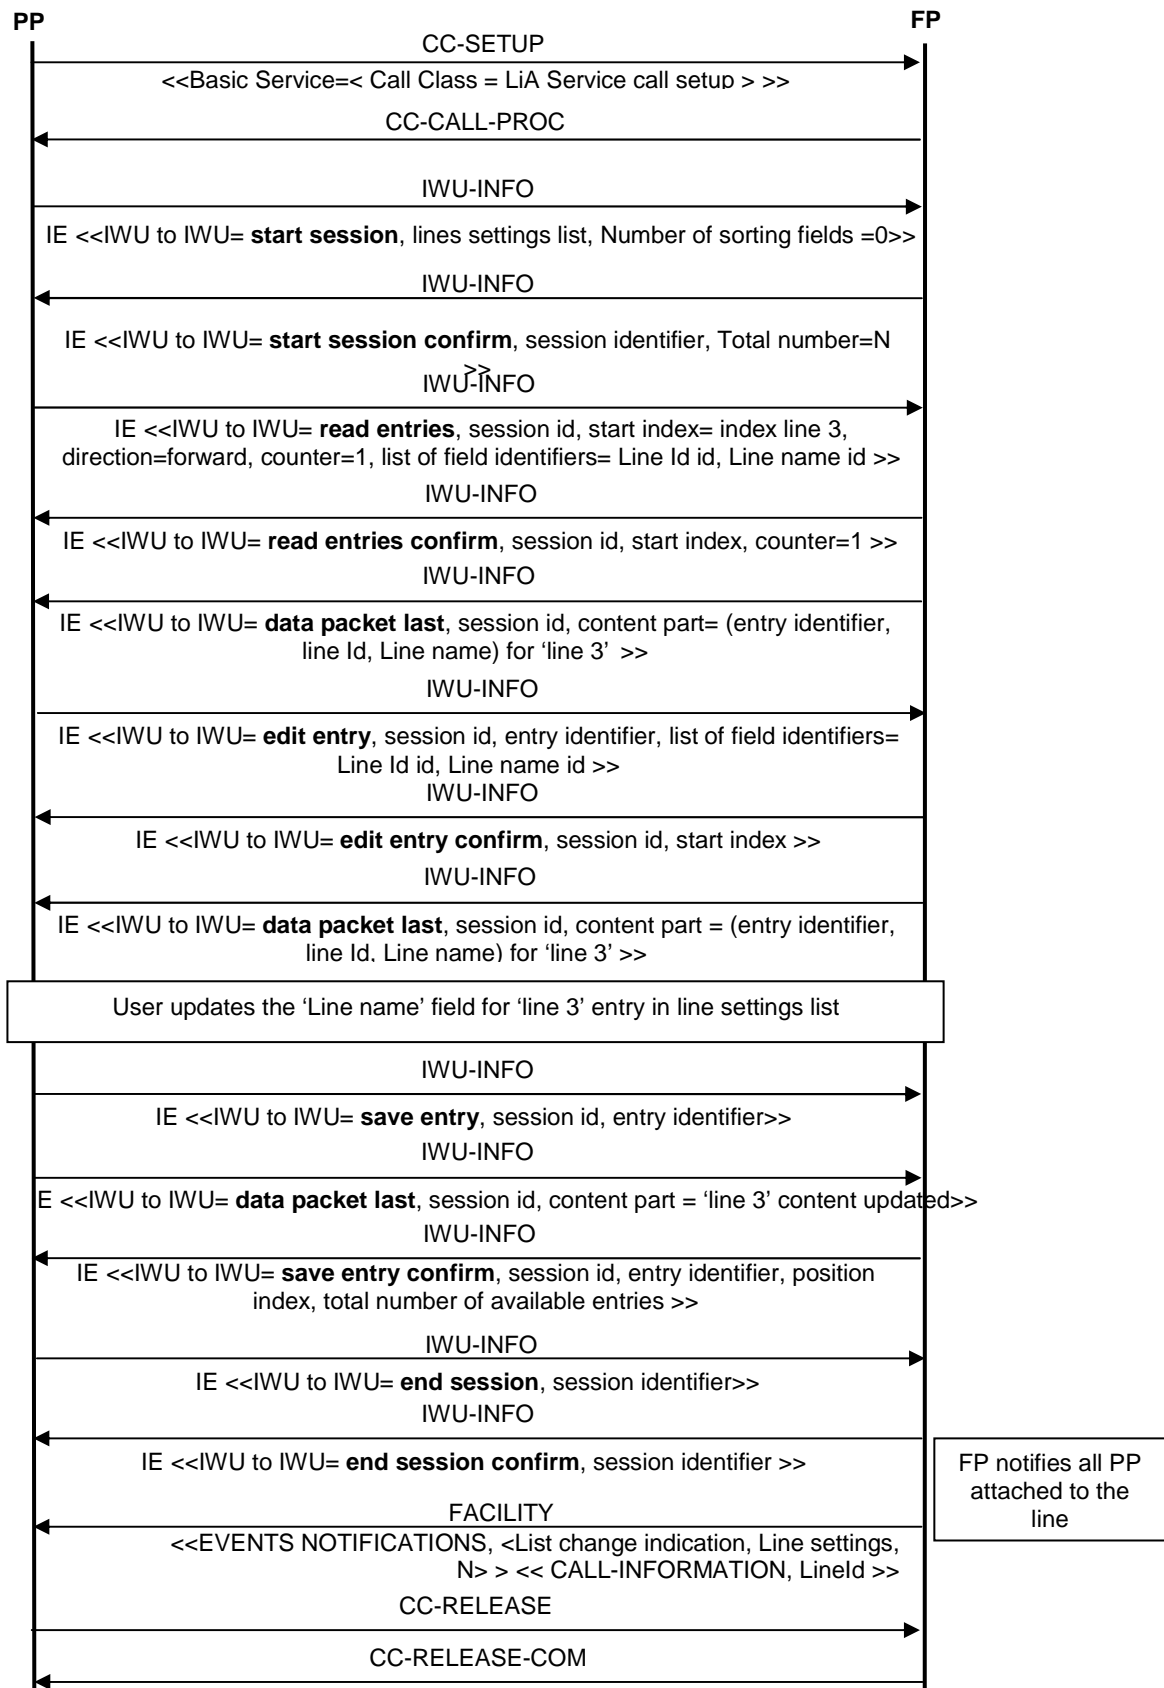 PP
FP
CC-SETUP
<<Basic Service=< Call Class = LiA Service call setup > >>
CC-CALL-PROC
IWU-INFO
IE <<IWU to IWU= start session, lines settings list, Number of sorting fields =0>>
IWU-INFO
IE <<IWU to IWU= start session confirm, session identifier, Total number=N
>>
IWU-INFO
IE <<IWU to IWU= read entries, session id, start index= index line 3,
direction=forward, counter=1, list of field identifiers= Line Id id, Line name id >>
IWU-INFO
IE <<IWU to IWU= read entries confirm, session id, start index, counter=1 >>
IWU-INFO
IE <<IWU to IWU= data packet last, session id, content part= (entry identifier,
line Id, Line name) for ‘line 3’ >>
IWU-INFO
IE <<IWU to IWU= edit entry, session id, entry identifier, list of field identifiers=
Line Id id, Line name id >>
IWU-INFO
IE <<IWU to IWU= edit entry confirm, session id, start index >>
IWU-INFO
IE <<IWU to IWU= data packet last, session id, content part = (entry identifier,
line Id, Line name) for ‘line 3’ >>
User updates the ‘Line name’ field for ‘line 3’ entry in line settings list
IWU-INFO
IE <<IWU to IWU= save entry, session id, entry identifier>>
IWU-INFO
E <<IWU to IWU= data packet last, session id, content part = ‘line 3’ content updated>>
IWU-INFO
IE <<IWU to IWU= save entry confirm, session id, entry identifier, position
index, total number of available entries >>
IWU-INFO
IE <<IWU to IWU= end session, session identifier>>
IWU-INFO
IE <<IWU to IWU= end session confirm, session identifier >>
FP notifies all PP
attached to the
line
FACILITY
<<EVENTS NOTIFICATIONS, <List change indication, Line settings,
N> > << CALL-INFORMATION, LineId >>
CC-RELEASE
CC-RELEASE-COM